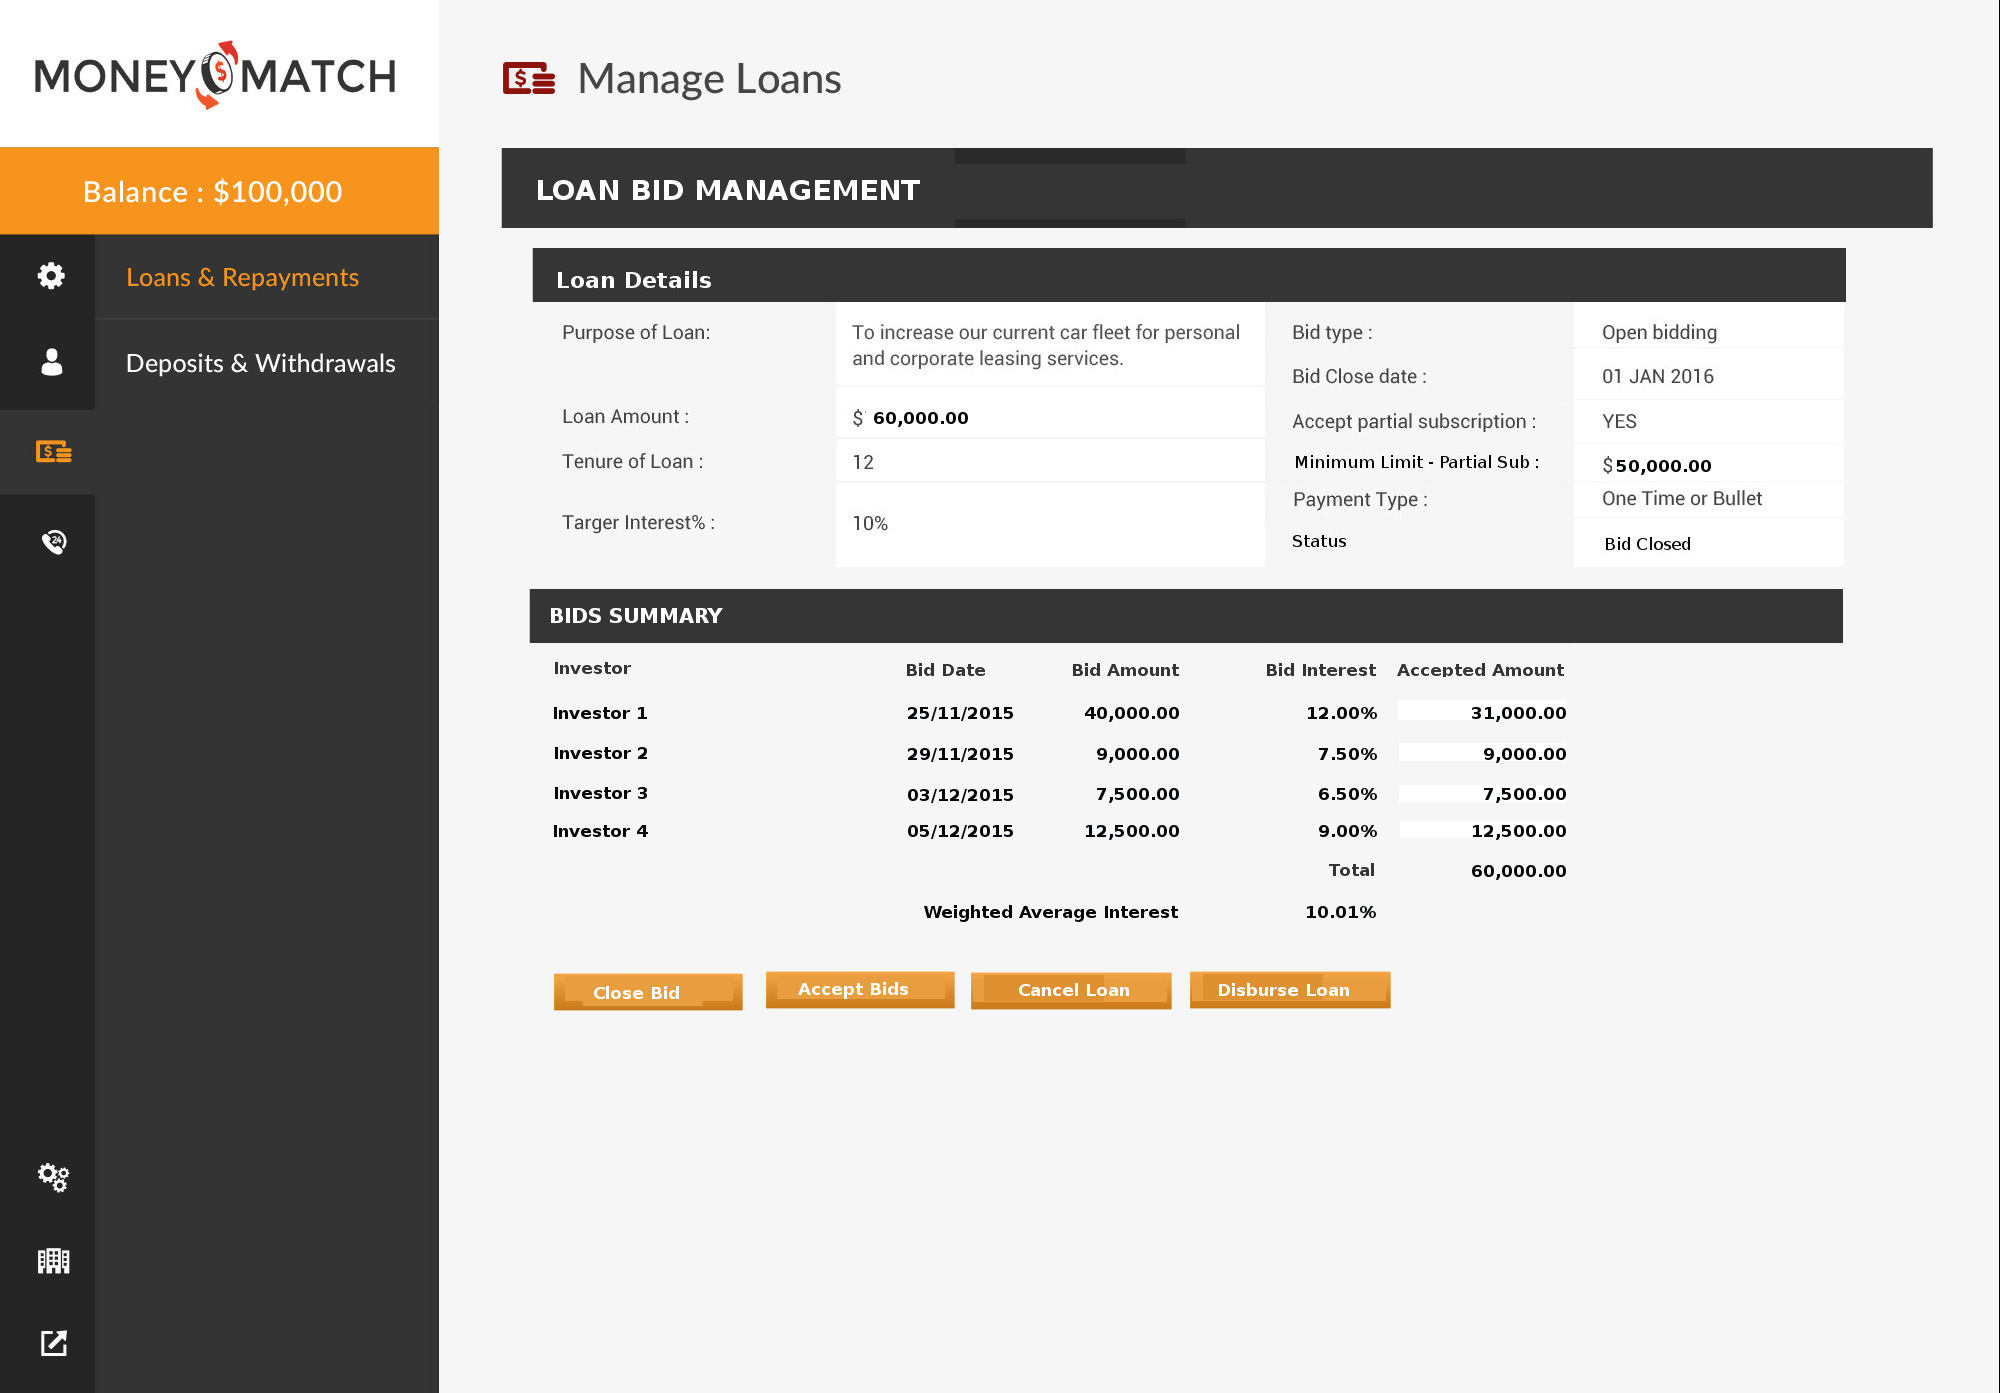 MONEY MATCH
Balance : $100,000
Loans & Repayments
Deposits & Withdrawals
24
Manage Loans
LOAN BID MANAGEMENT
Loan Details
Purpose of Loan:
To increase our current car fleet for personal
and corporate leasing services.
Loan Amount :
$ 60,000.00
Tenure of Loan :
12
Targer Interest% :
10%
Bid type :
Open bidding
Bid Close date :
01 JAN 2016
Accept partial subscription :
YES
Minimum Limit - Partial Sub :
$50,000.00
Payment Type :
One Time or Bullet
Status
Bid Closed
BIDS SUMMARY
Investor Bid Date Bid Amount Bid Interest Accepted Amount
Investor 1 25/11/2015 40,000.00 12.00% 31,000.00
Investor 2 29/11/2015 9,000.00 7.50% 9,000.00
Investor 3 03/12/2015 7,500.00 6.50% 7,500.00
Investor 4 05/12/2015 12,500.00 9.00% 12,500.00
Total 60,000.00
Weighted Average Interest 10.01%
Close Bid
Accept Bids
Cancel Loan
Disburse Loan